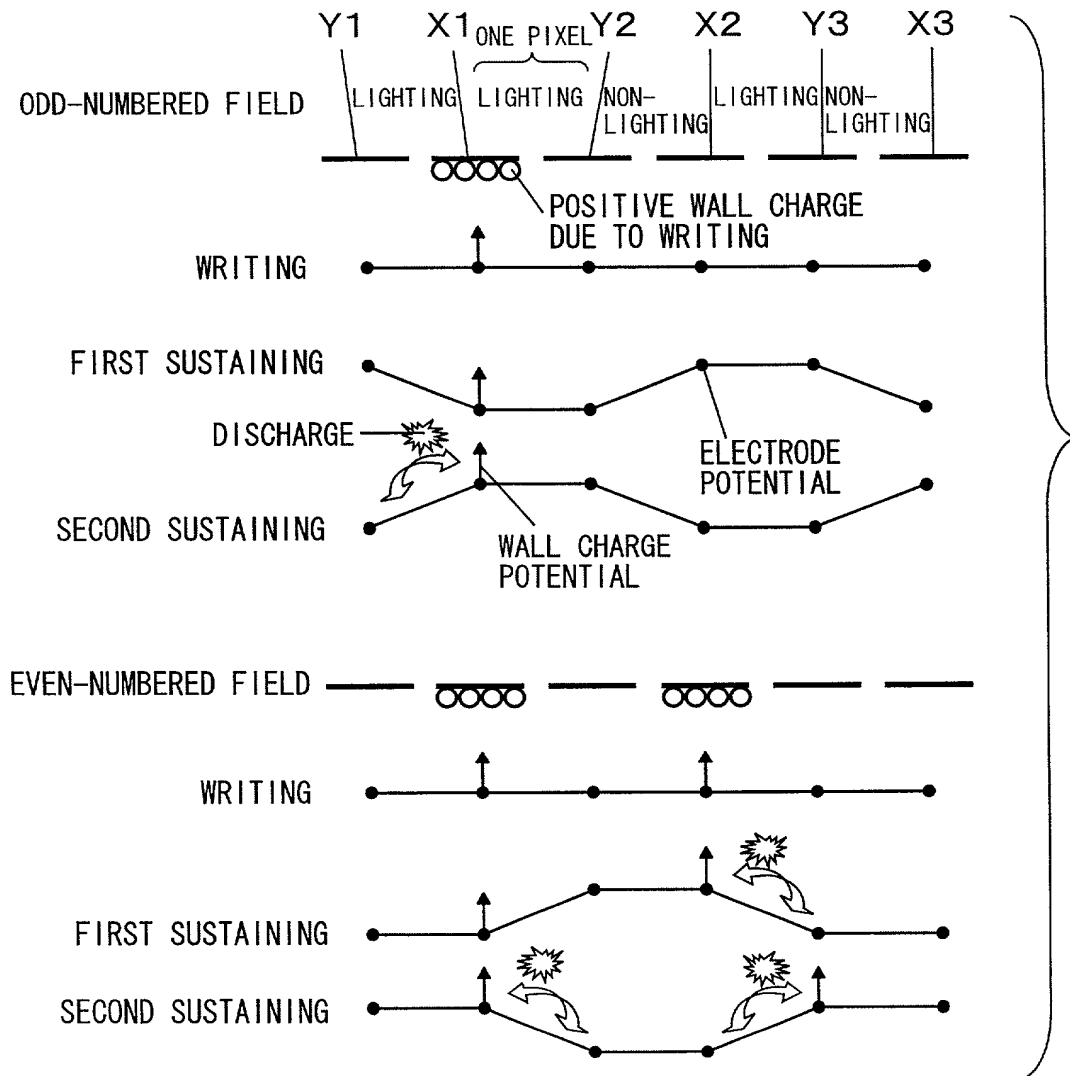 Y1 X1 ONE PIXEL Y2 X2 Y3 X3
ODD-NUMBERED FIELD
LIGHTING
LIGHTING
NON-
LIGHTING
LIGHTING
NON-
LIGHTING
POSITIVE WALL CHARGE
DUE TO WRITING
WRITING
FIRST SUSTAINING
DISCHARGE
ELECTRODE
POTENTIAL
SECOND SUSTAINING
WALL CHARGE
POTENTIAL
EVEN-NUMBERED FIELD
WRITING
FIRST SUSTAINING
SECOND SUSTAINING